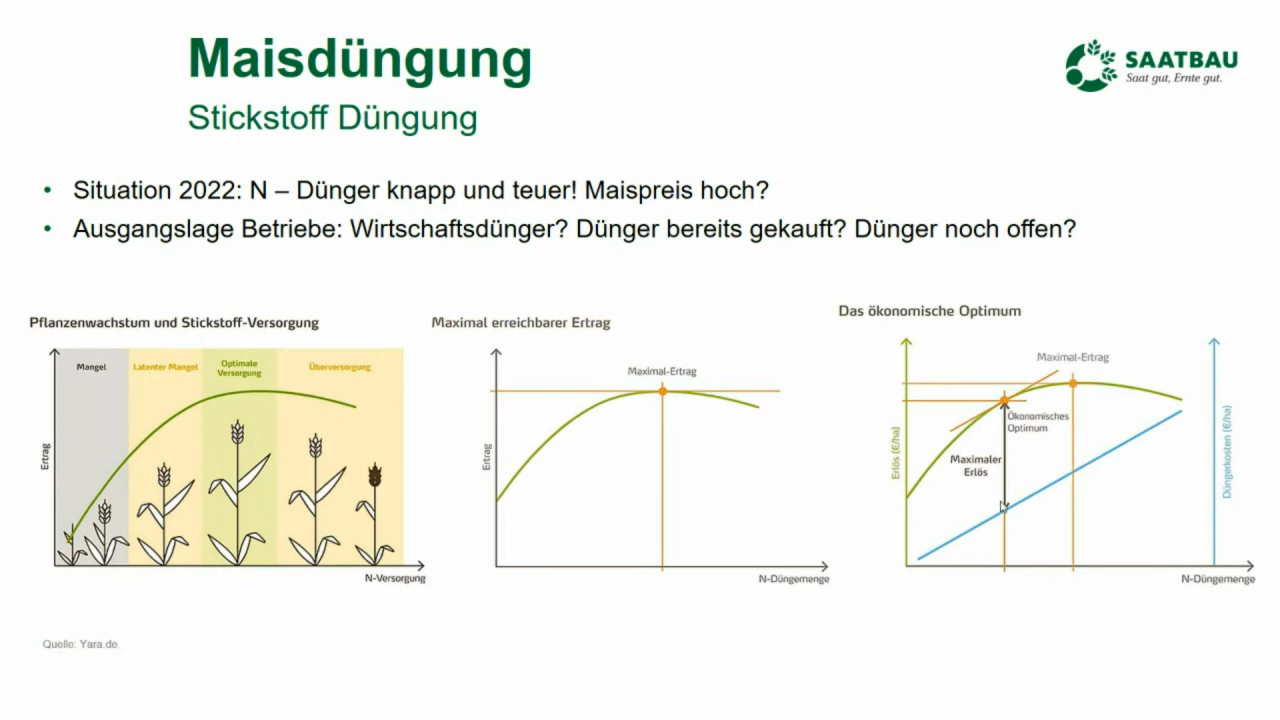 Maisdüngung
Stickstoff Düngung
SAATBAU
Saat gut, Ernte gut.
• Situation 2022: N – Dünger knapp und teuer! Maispreis hoch?
• Ausgangslage Betriebe: Wirtschaftsdünger? Dünger bereits gekauft? Dünger noch offen?
Pflanzenwachstum und Stickstoff-Versorgung
Mangel
Latenter Mangel
Optimale
Versorgung
Überversorgung
Ertrag
N-Versorgung
Maximal erreichbarer Ertrag
Maximal-Ertrag
Ertrag
N-Düngemenge
Das ökonomische Optimum
Maximal-Ertrag
Ökonomisches
Optimum
Maximaler
Erlös
Erlös (€/ha)
Düngerkosten (€/ha)
N-Düngemenge
Quelle: Yara.de.